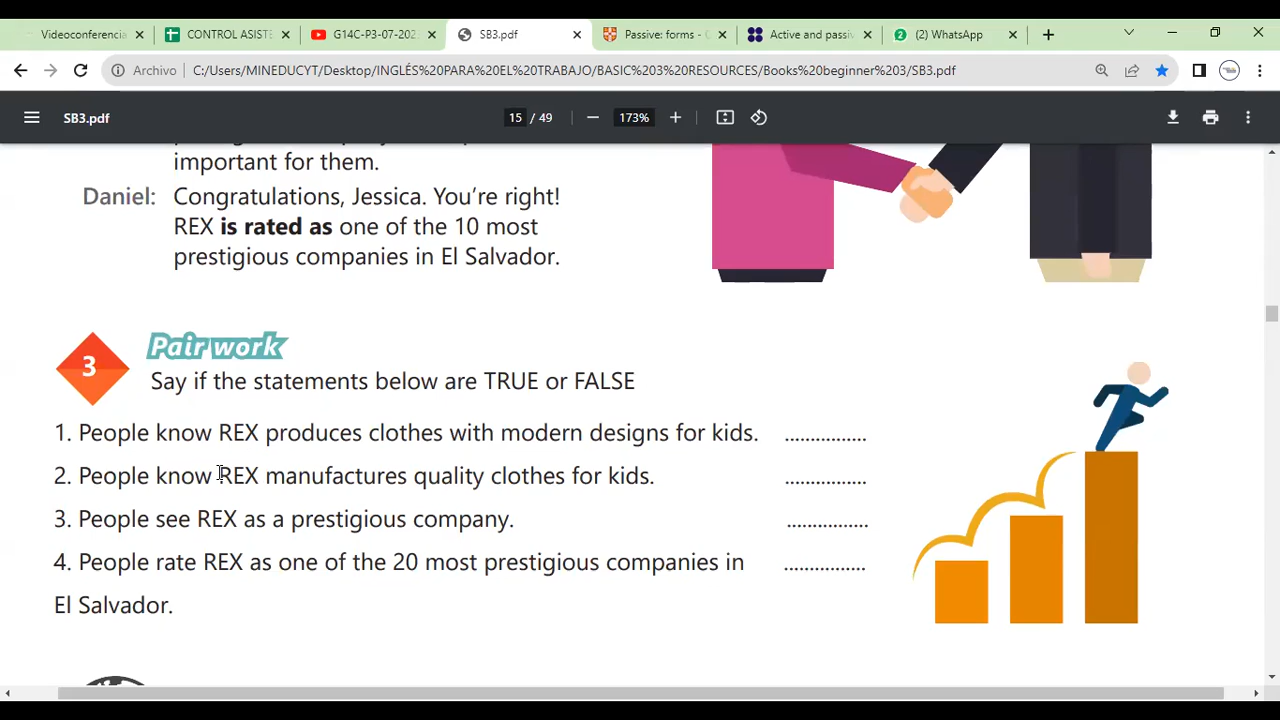 Videoconferencia
CONTROL ASISTE
G14C-P3-07-202
SB3.pdf
Passive: forms - C
Active and passiv
(2) WhatsApp
Archivo
C:/Users/MINEDUCYT/Desktop/INGLÉS%20PARA%20EL%20TRABAJO/BASIC%203%20RESOURCES/Books%20beginner%203/SB3.pdf
SB3.pdf
15 / 49
173%
important for them.
Daniel: Congratulations, Jessica. You're right!
REX is rated as one of the 10 most
prestigious companies in El Salvador.
3
Pair work
Say if the statements below are TRUE or FALSE
1. People know REX produces clothes with modern designs for kids. ................
2. People know REX manufactures quality clothes for kids. ................
3. People see REX as a prestigious company. ................
4. People rate REX as one of the 20 most prestigious companies in ................
El Salvador.